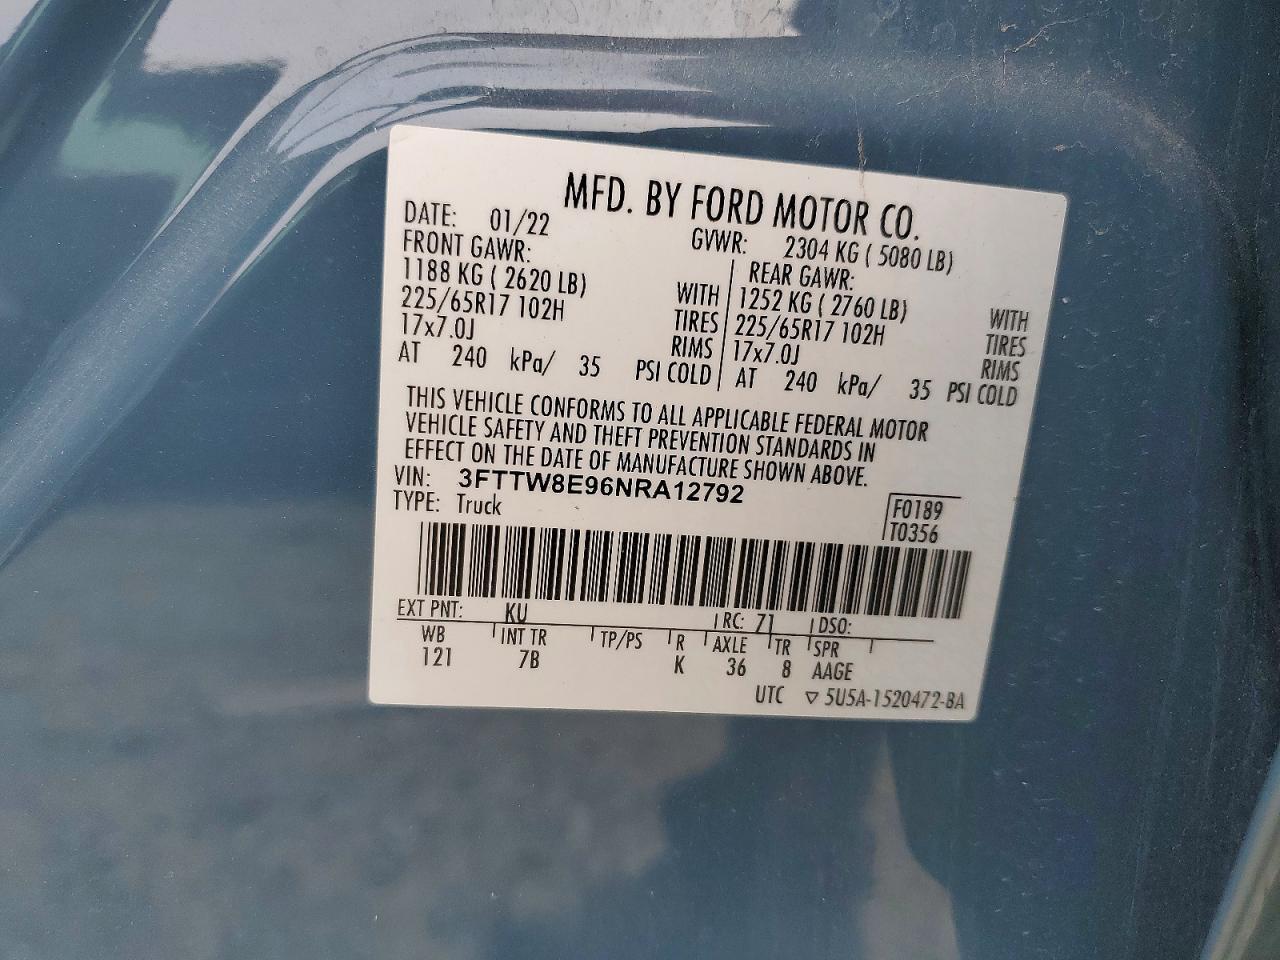 MFD. BY FORD MOTOR CO.
DATE: 01/22 GVWR: 2304 KG ( 5080 LB)
FRONT GAWR: REAR GAWR:
1188 KG ( 2620 LB) WITH 1252 KG ( 2760 LB) WITH
225/65R17 102H TIRES 225/65R17 102H TIRES
17x7.0J RIMS 17x7.0J RIMS
AT 240 kPa/ 35 PSI COLD AT 240 kPa/ 35 PSI COLD
THIS VEHICLE CONFORMS TO ALL APPLICABLE FEDERAL MOTOR
VEHICLE SAFETY AND THEFT PREVENTION STANDARDS IN
EFFECT ON THE DATE OF MANUFACTURE SHOWN ABOVE.
VIN: 3FTTW8E96NRA12792
TYPE: Truck F0189
T0356
EXT PNT: KU RC: 71 DSO:
WB INT TR TP/PS R AXLE TR SPR
121 7B K 36 8 AAGE
UTC ▽ 5U5A-1520472-BA